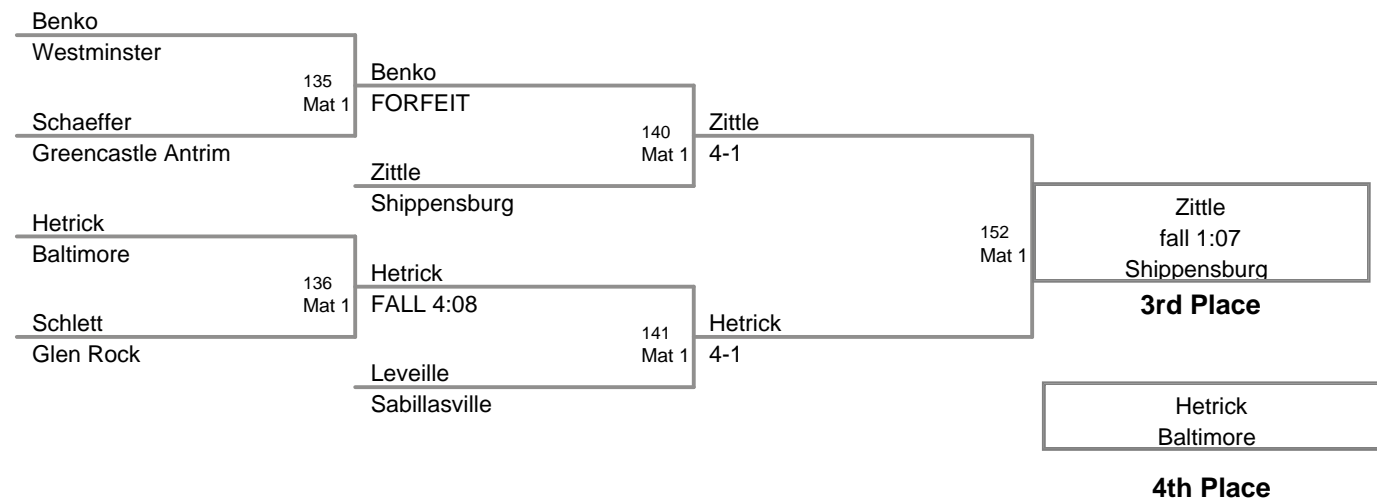 Benko
Westminster
135
Mat 1
Benko
FORFEIT
Schaeffer
Greencastle Antrim
140
Mat 1
Zittle
4-1
Zittle
Shippensburg
Hetrick
Baltimore
136
Mat 1
Hetrick
FALL 4:08
Schlett
Glen Rock
141
Mat 1
Hetrick
4-1
Leveille
Sabillasville
152
Mat 1
Zittle
fall 1:07
Shippensburg
3rd Place
Hetrick
Baltimore
4th Place